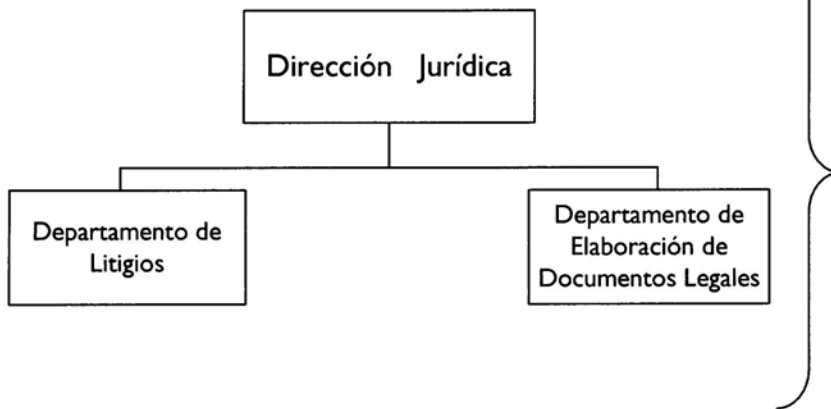 Dirección Jurídica
Departamento de
Litigios
Departamento de
Elaboración de
Documentos Legales